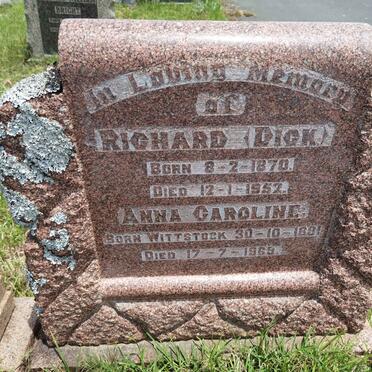 BRIGHT
In Loving Memory
of
RICHARD (DICK)
BORN 8-2-1870
DIED 12-1-1952.
ANNA CAROLINE
BORN WITTSTOCK 30-10-1881
DIED 17-7-1965.